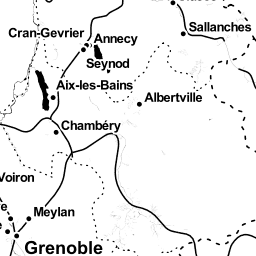 Sallanches
Cran-Gevrier
Annecy
Seynod
Aix-les-Bains
Albertville
Chambéry
Voiron
Meylan
Grenoble